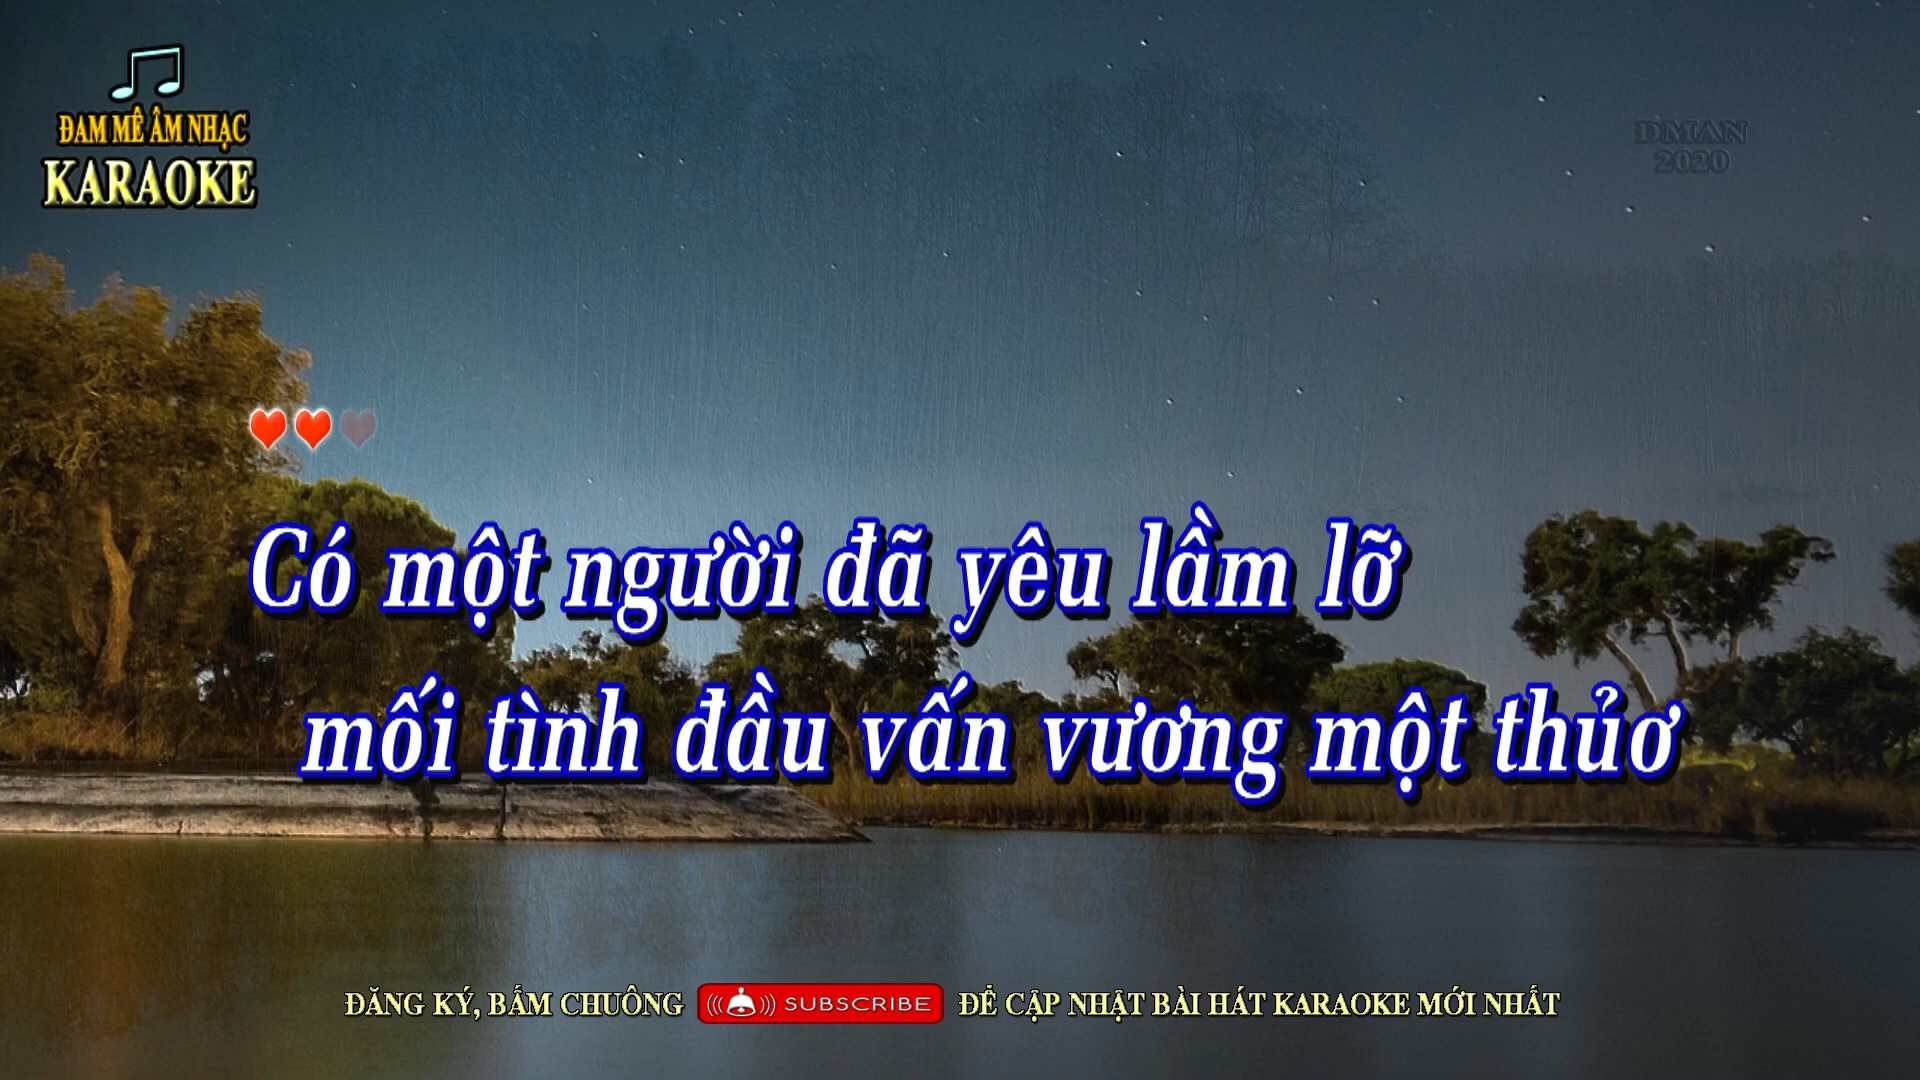 ĐAM MÊ ÂM NHẠC
KARAOKE
DMAN
2020
Có một người đã yêu lầm lỡ
mối tình đầu vấn vương một thủơ
ĐĂNG KÝ, BẤM CHUÔNG SUBSCRIBE ĐỂ CẬP NHẬT BÀI HÁT KARAOKE MỚI NHẤT